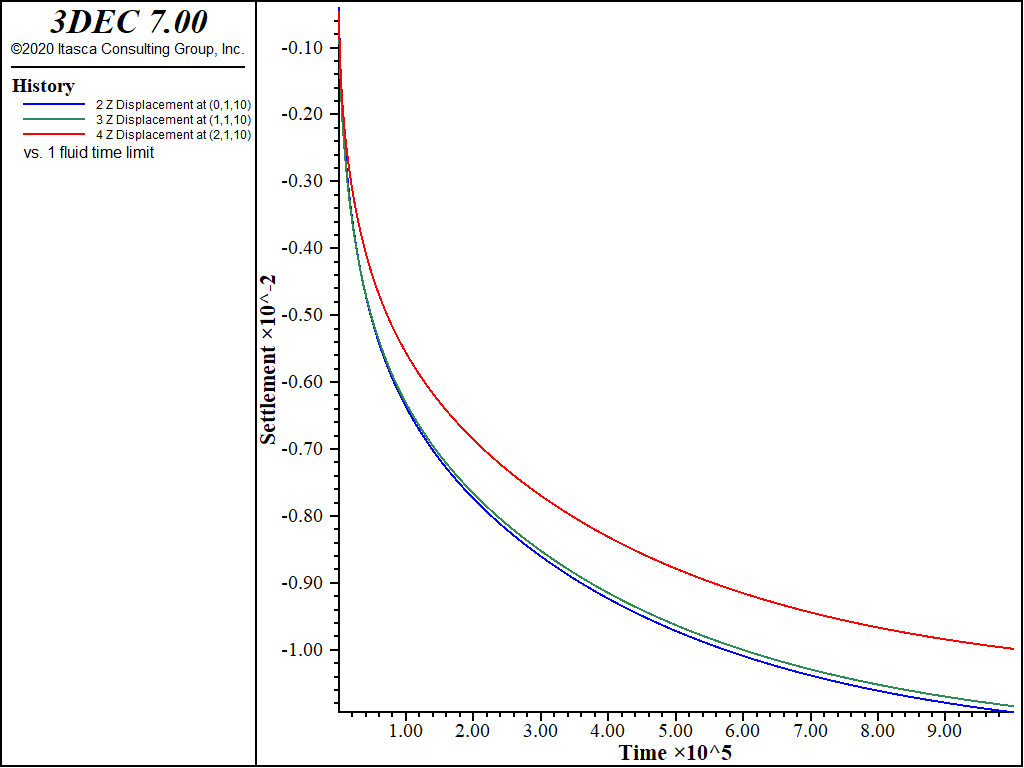 3DEC 7.00
©2020 Itasca Consulting Group, Inc.
History
2 Z Displacement at (0,1,10)
3 Z Displacement at (1,1,10)
4 Z Displacement at (2,1,10)
vs. 1 fluid time limit
Settlement ×10^-2
-0.10
-0.20
-0.30
-0.40
-0.50
-0.60
-0.70
-0.80
-0.90
-1.00
1.00 2.00 3.00 4.00 5.00 6.00 7.00 8.00 9.00
Time ×10^5